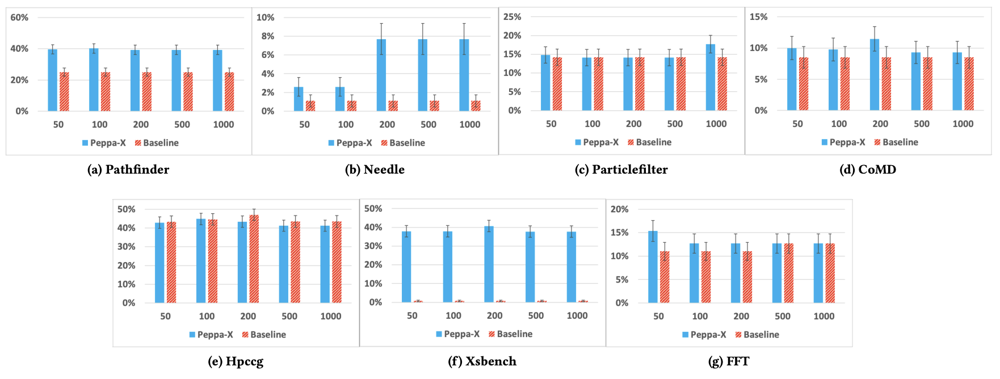 60%
40%
20%
0%
50 100 200 500 1000
Peppa-X Baseline
(a) Pathfinder
10%
8%
6%
4%
2%
0%
50 100 200 500 1000
Peppa-X Baseline
(b) Needle
25%
20%
15%
10%
5%
0%
50 100 200 500 1000
Peppa-X Baseline
(c) Particlefilter
15%
10%
5%
0%
50 100 200 500 1000
Peppa-X Baseline
(d) CoMD
50%
40%
30%
20%
10%
0%
50 100 200 500 1000
Peppa-X Baseline
(e) Hpccg
50%
40%
30%
20%
10%
0%
50 100 200 500 1000
Peppa-X Baseline
(f) Xsbench
20%
15%
10%
5%
0%
50 100 200 500 1000
Peppa-X Baseline
(g) FFT